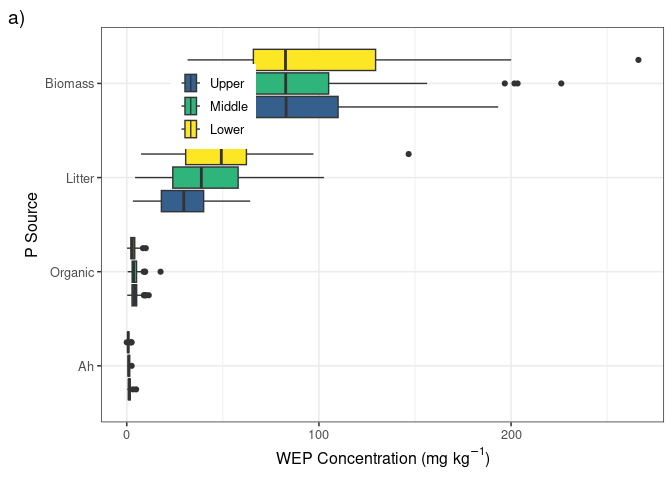 a)
Biomass
Litter
Organic
Ah
P Source
Upper
Middle
Lower
0 100 200
WEP Concentration (mg kg⁻¹)